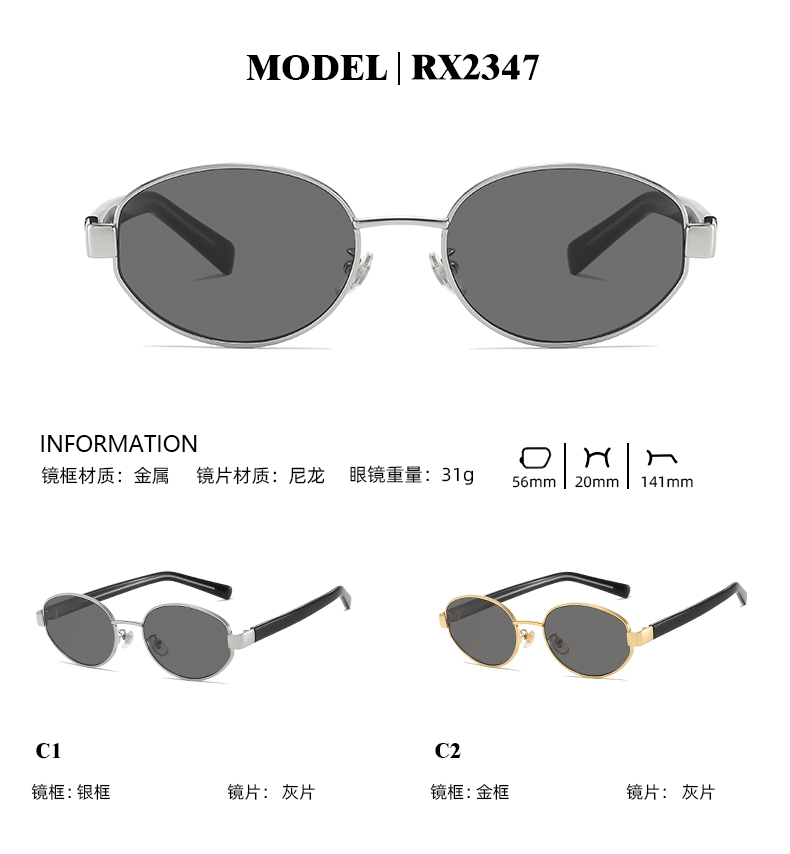 MODEL | RX2347
INFORMATION
镜框材质：金属 镜片材质：尼龙 眼镜重量：31g
56mm 20mm 141mm
C1
镜框：银框 镜片： 灰片
C2
镜框：金框 镜片： 灰片